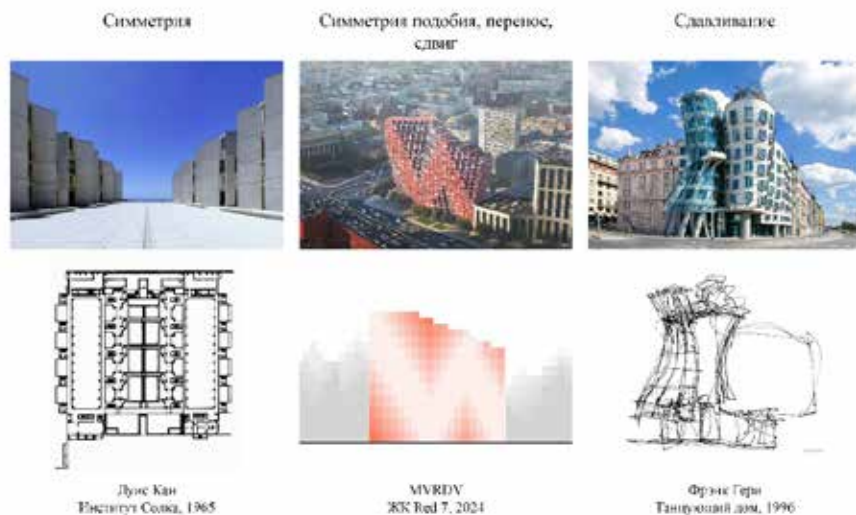 Симметрия
Симметрия подобия, перенос,
сдвиг
Сдавливание
Луис Кан
Институт Солка, 1965
MVRDV
ЖК Red 7, 2024
Фрэнк Гери
Танцующий дом, 1996